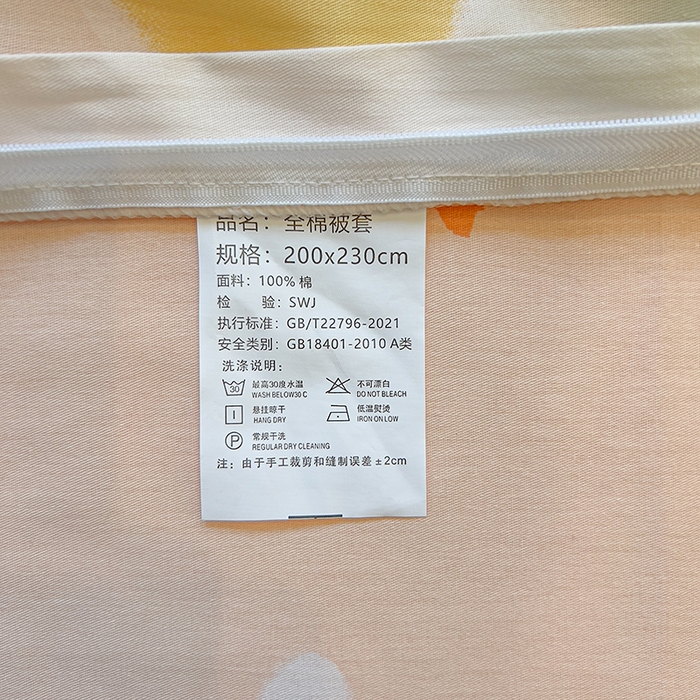 品名：全棉被套
规格：200x230cm
面料：100% 棉
检 验：SWJ
执行标准：GB/T22796-2021
安全类别：GB18401-2010 A类
洗涤说明：
30 最高30度水温 不可漂白
WASH BELOW30 C DO NOT BLEACH
悬挂晾干 低温熨烫
HANG DRY IRON ON LOW
P 常规干洗
REGULAR DRY CLEANING
注：由于手工裁剪和缝制误差±2cm